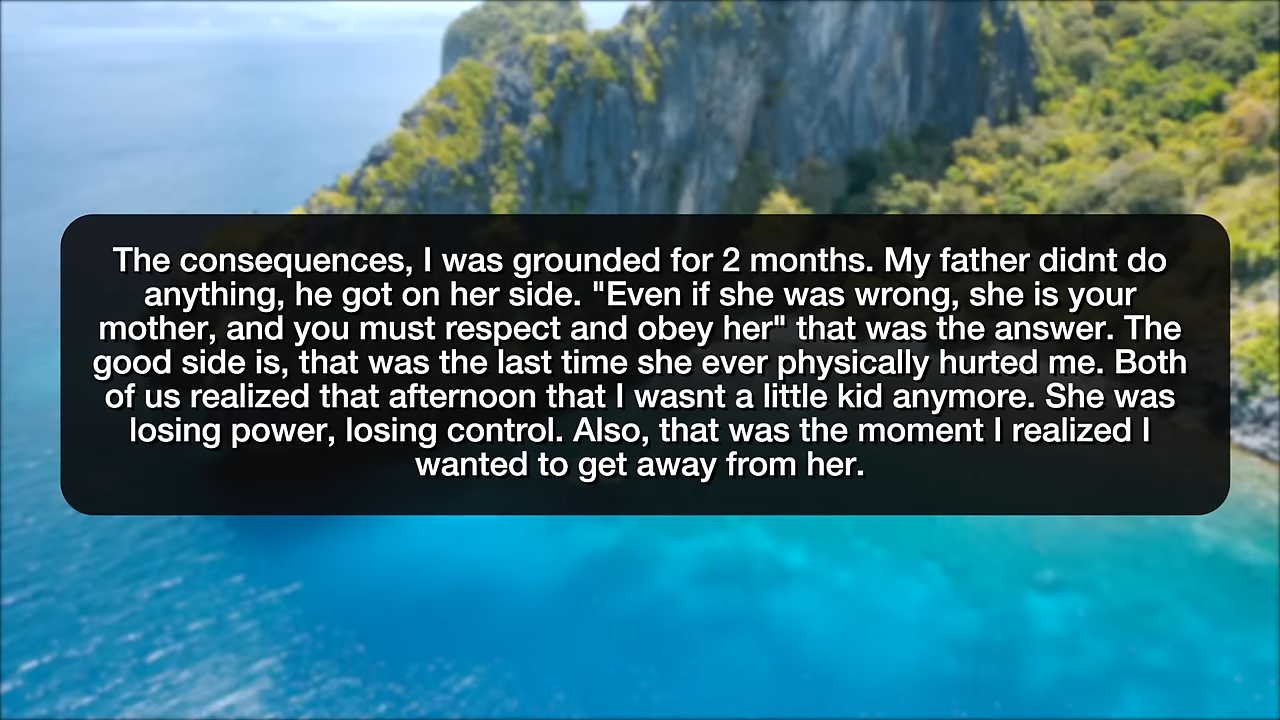 The consequences, I was grounded for 2 months. My father didnt do
anything, he got on her side. "Even if she was wrong, she is your
mother, and you must respect and obey her" that was the answer. The
good side is, that was the last time she ever physically hurted me. Both
of us realized that afternoon that I wasnt a little kid anymore. She was
losing power, losing control. Also, that was the moment I realized I
wanted to get away from her.